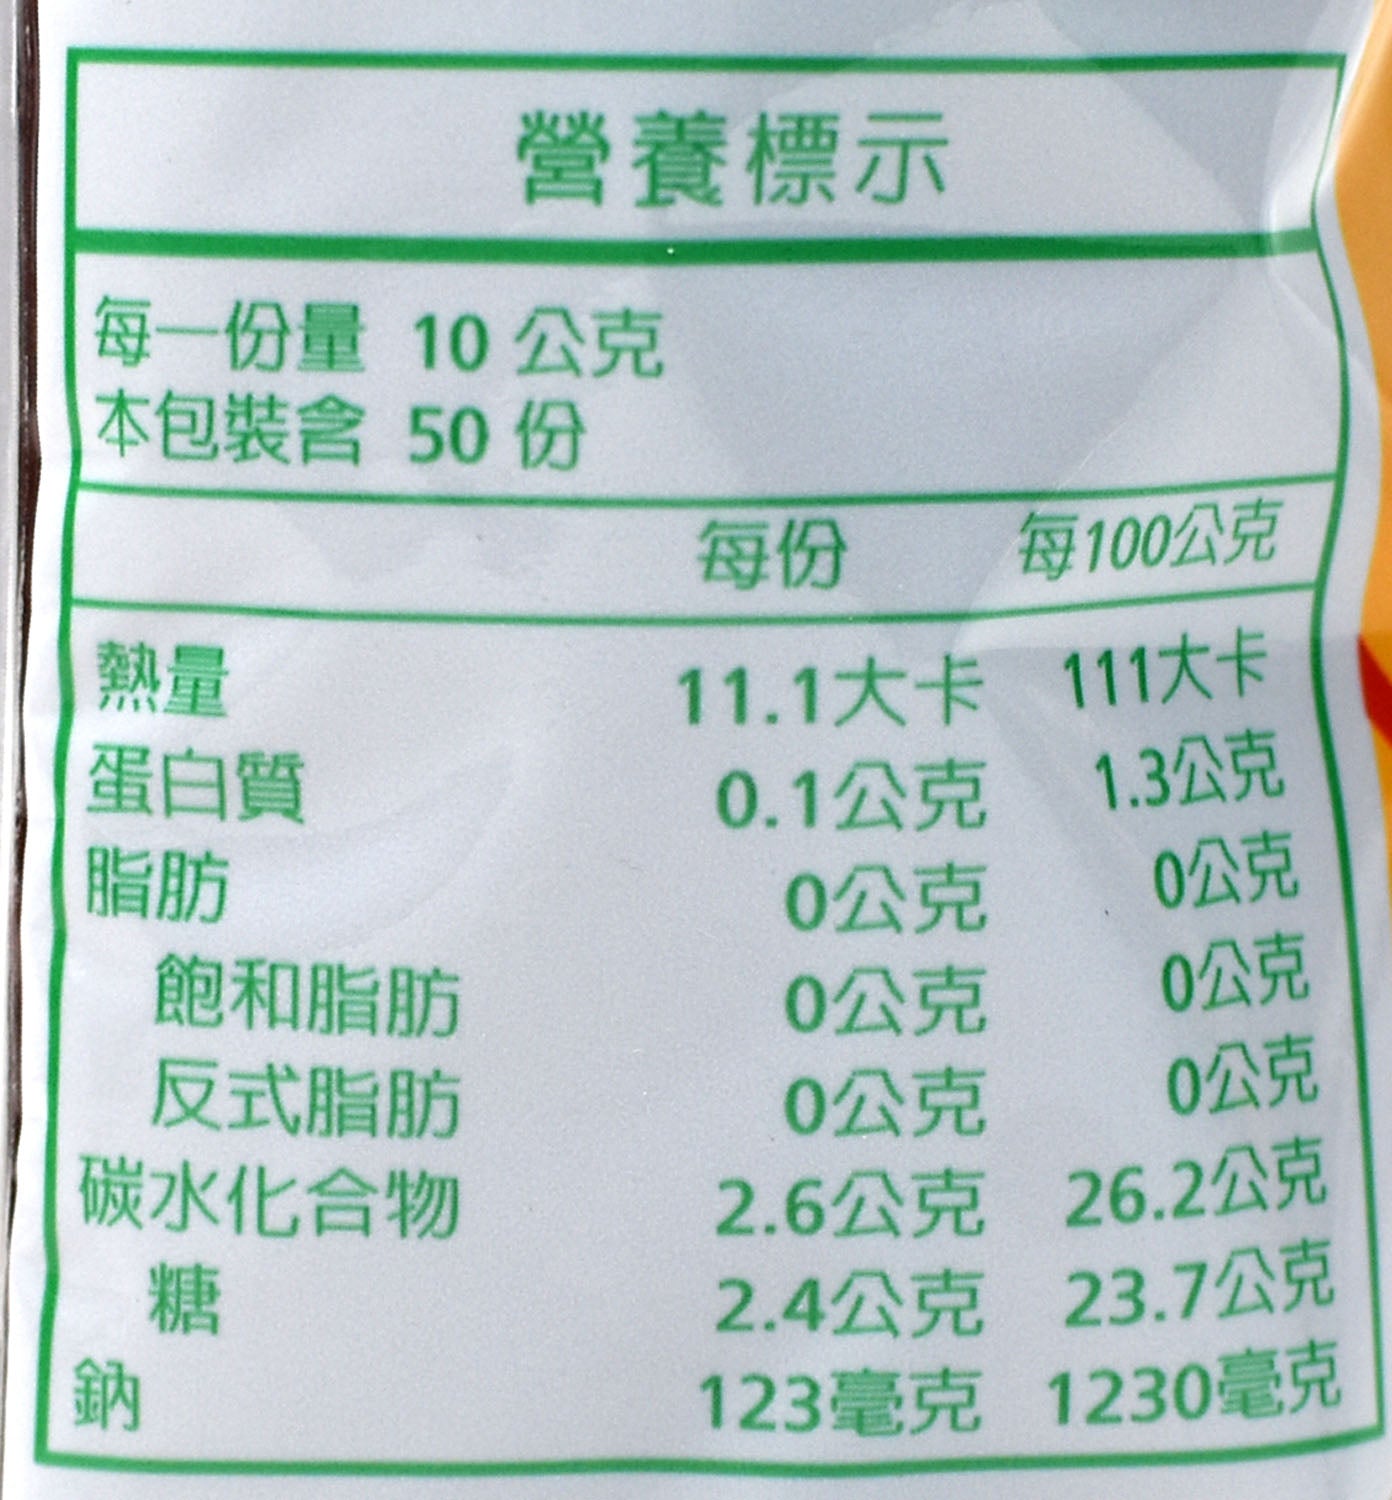 營養標示
每一份量 10 公克
本包裝含 50 份
每份 每100公克
熱量 11.1大卡 111大卡
蛋白質 0.1公克 1.3公克
脂肪 0公克 0公克
飽和脂肪 0公克 0公克
反式脂肪 0公克 0公克
碳水化合物 2.6公克 26.2公克
糖 2.4公克 23.7公克
鈉 123毫克 1230毫克